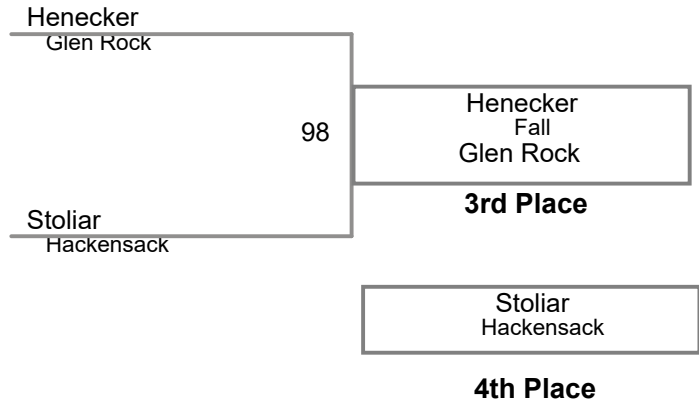 Henecker
Glen Rock
98
Henecker
Fall
Glen Rock
3rd Place
Stoliar
Hackensack
Stoliar
Hackensack
4th Place